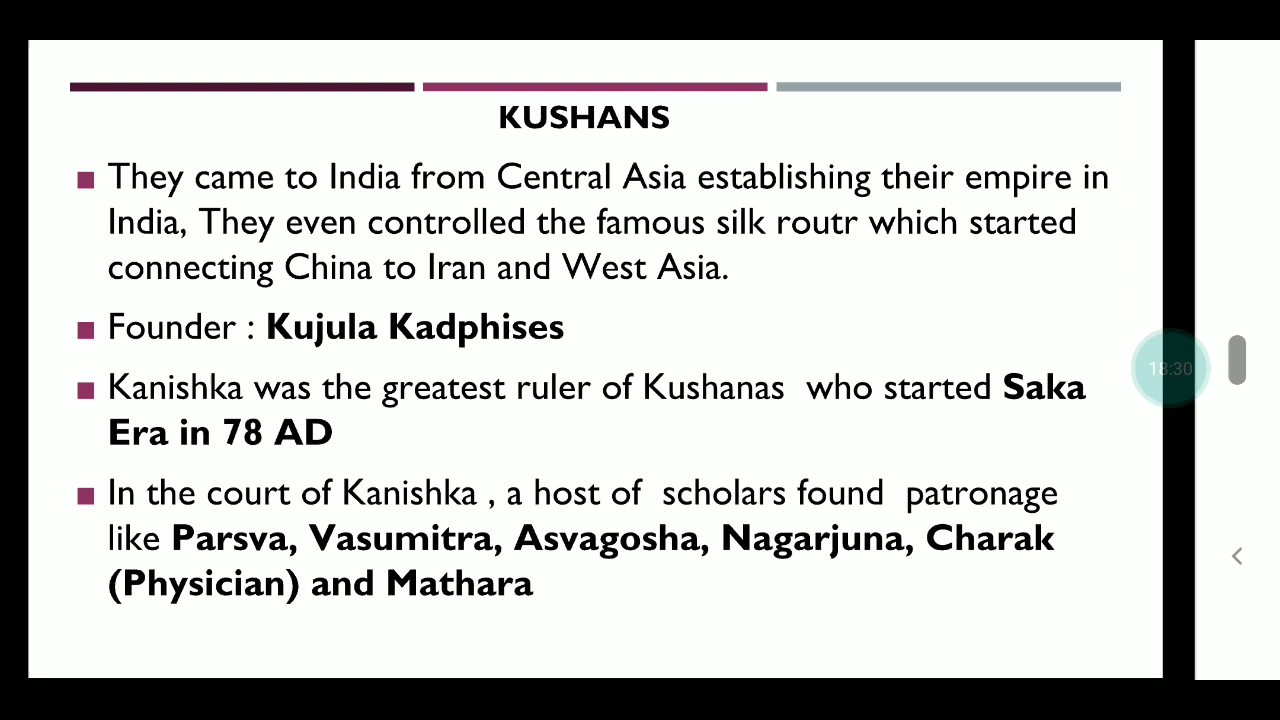 KUSHANS
■ They came to India from Central Asia establishing their empire in
India, They even controlled the famous silk routr which started
connecting China to Iran and West Asia.
■ Founder : Kujula Kadphises
■ Kanishka was the greatest ruler of Kushanas who started Saka
Era in 78 AD
■ In the court of Kanishka , a host of scholars found patronage
like Parsva, Vasumitra, Asvagosha, Nagarjuna, Charak
(Physician) and Mathara
18:30